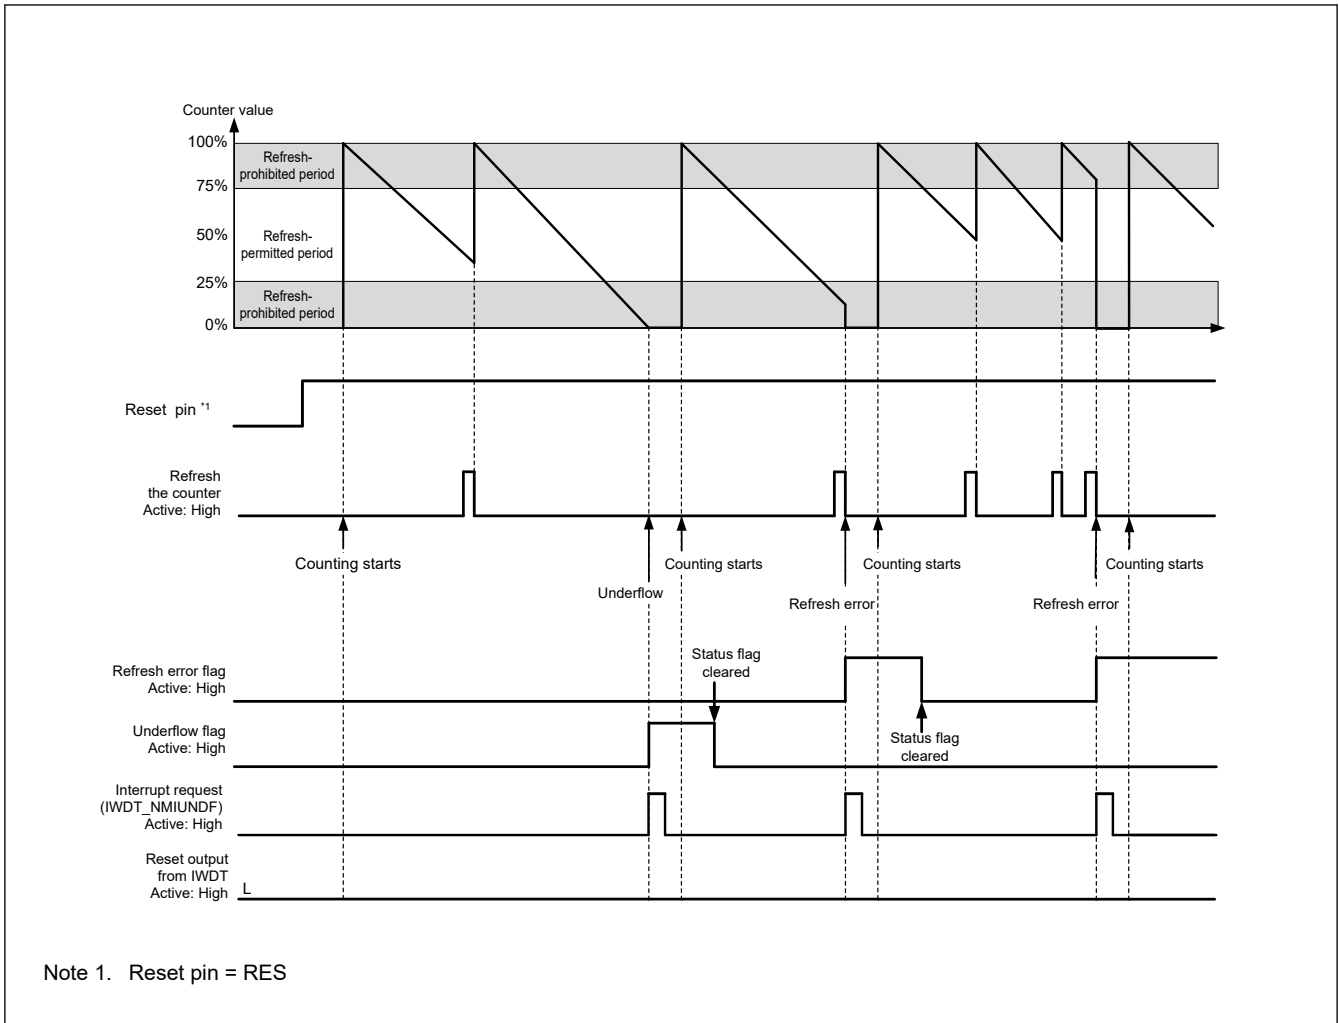 Counter value
100%
Refresh-
prohibited period
75%
50%
Refresh-
permitted period
25%
Refresh-
prohibited period
0%
Reset pin *1
Refresh
the counter
Active: High
Counting starts
Counting starts
Counting starts
Counting starts
Underflow
Refresh error
Refresh error
Status flag
cleared
Refresh error flag
Active: High
Underflow flag
Active: High
Status flag
cleared
Interrupt request
(IWDT_NMIUNDF)
Active: High
Reset output
from IWDT
Active: High L
Note 1. Reset pin = RES